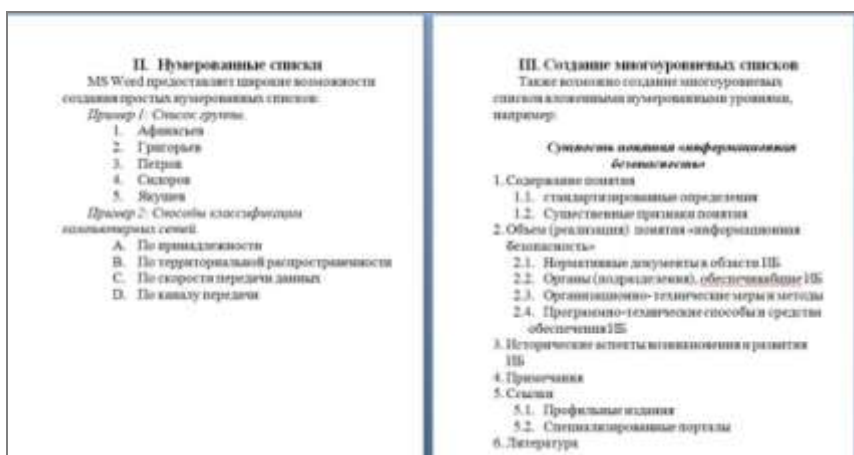 II. Нумерованные списки
MS Word предоставляет широкие возможности
создания простых нумерованных списков.
Пример 1: Список группы.
1. Афанасьев
2. Григорьев
3. Петров
4. Сидоров
5. Якушев
Пример 2: Способы классификации
компьютерных сетей.
A. По принадлежности
B. По территориальной распространенности
C. По скорости передачи данных
D. По каналу передачи
III. Создание многоуровневых списков
Также возможно создание многоуровневых
списков вложенными нумерованными уровнями,
например:
Сущность понятия «информационная
безопасность»
1. Содержание понятия
1.1. стандартизированные определения
1.2. Существенные признаки понятия
2. Объем (реализация) понятия «информационная
безопасность»
2.1. Нормативные документы в области ИБ
2.2. Органы (подразделения), обеспечивающие ИБ
2.3. Организационно- технические меры и методы
2.4. Программно-технические способы и средства
обеспечения ИБ
3. Исторические аспекты возникновения и развития
ИБ
4. Примечания
5. Ссылки
5.1. Профильные издания
5.2. Специализированные порталы
6. Литература